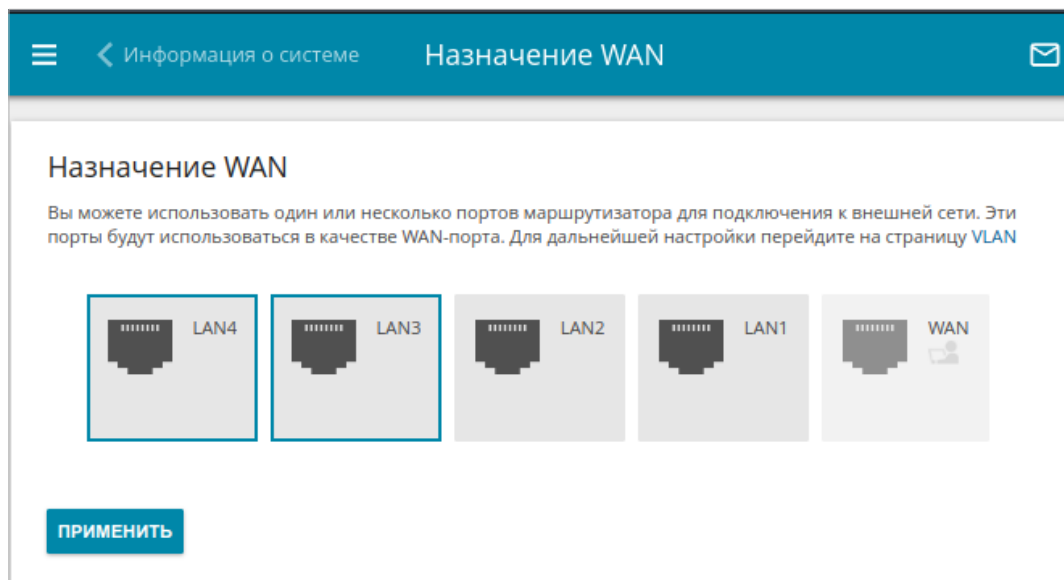 Информация о системе Назначение WAN
Назначение WAN
Вы можете использовать один или несколько портов маршрутизатора для подключения к внешней сети. Эти
порты будут использоваться в качестве WAN-порта. Для дальнейшей настройки перейдите на страницу VLAN
LAN4 LAN3 LAN2 LAN1 WAN
ПРИМЕНИТЬ